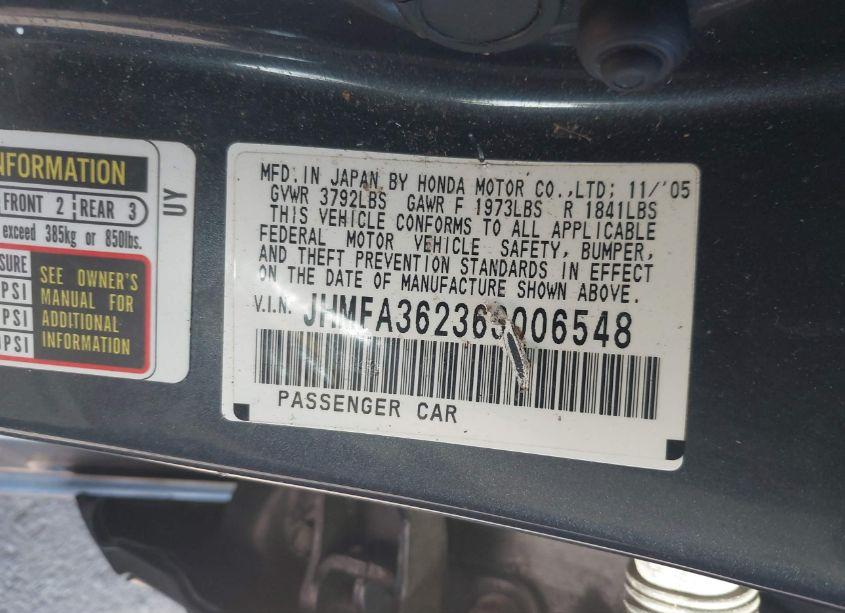 NFORMATION
FRONT 2 REAR 3
exceed 385kg or 850lbs.
SURE
PSI
PSI
PSI
SEE OWNER'S
MANUAL FOR
ADDITIONAL
INFORMATION
UY
MFD. IN JAPAN BY HONDA MOTOR CO.,LTD; 11/'05
GVWR 3792LBS GAWR F 1973LBS R 1841LBS
THIS VEHICLE CONFORMS TO ALL APPLICABLE
FEDERAL MOTOR VEHICLE SAFETY, BUMPER,
AND THEFT PREVENTION STANDARDS IN EFFECT
ON THE DATE OF MANUFACTURE SHOWN ABOVE.
V.I.N. JHMFA36236S006548
PASSENGER CAR